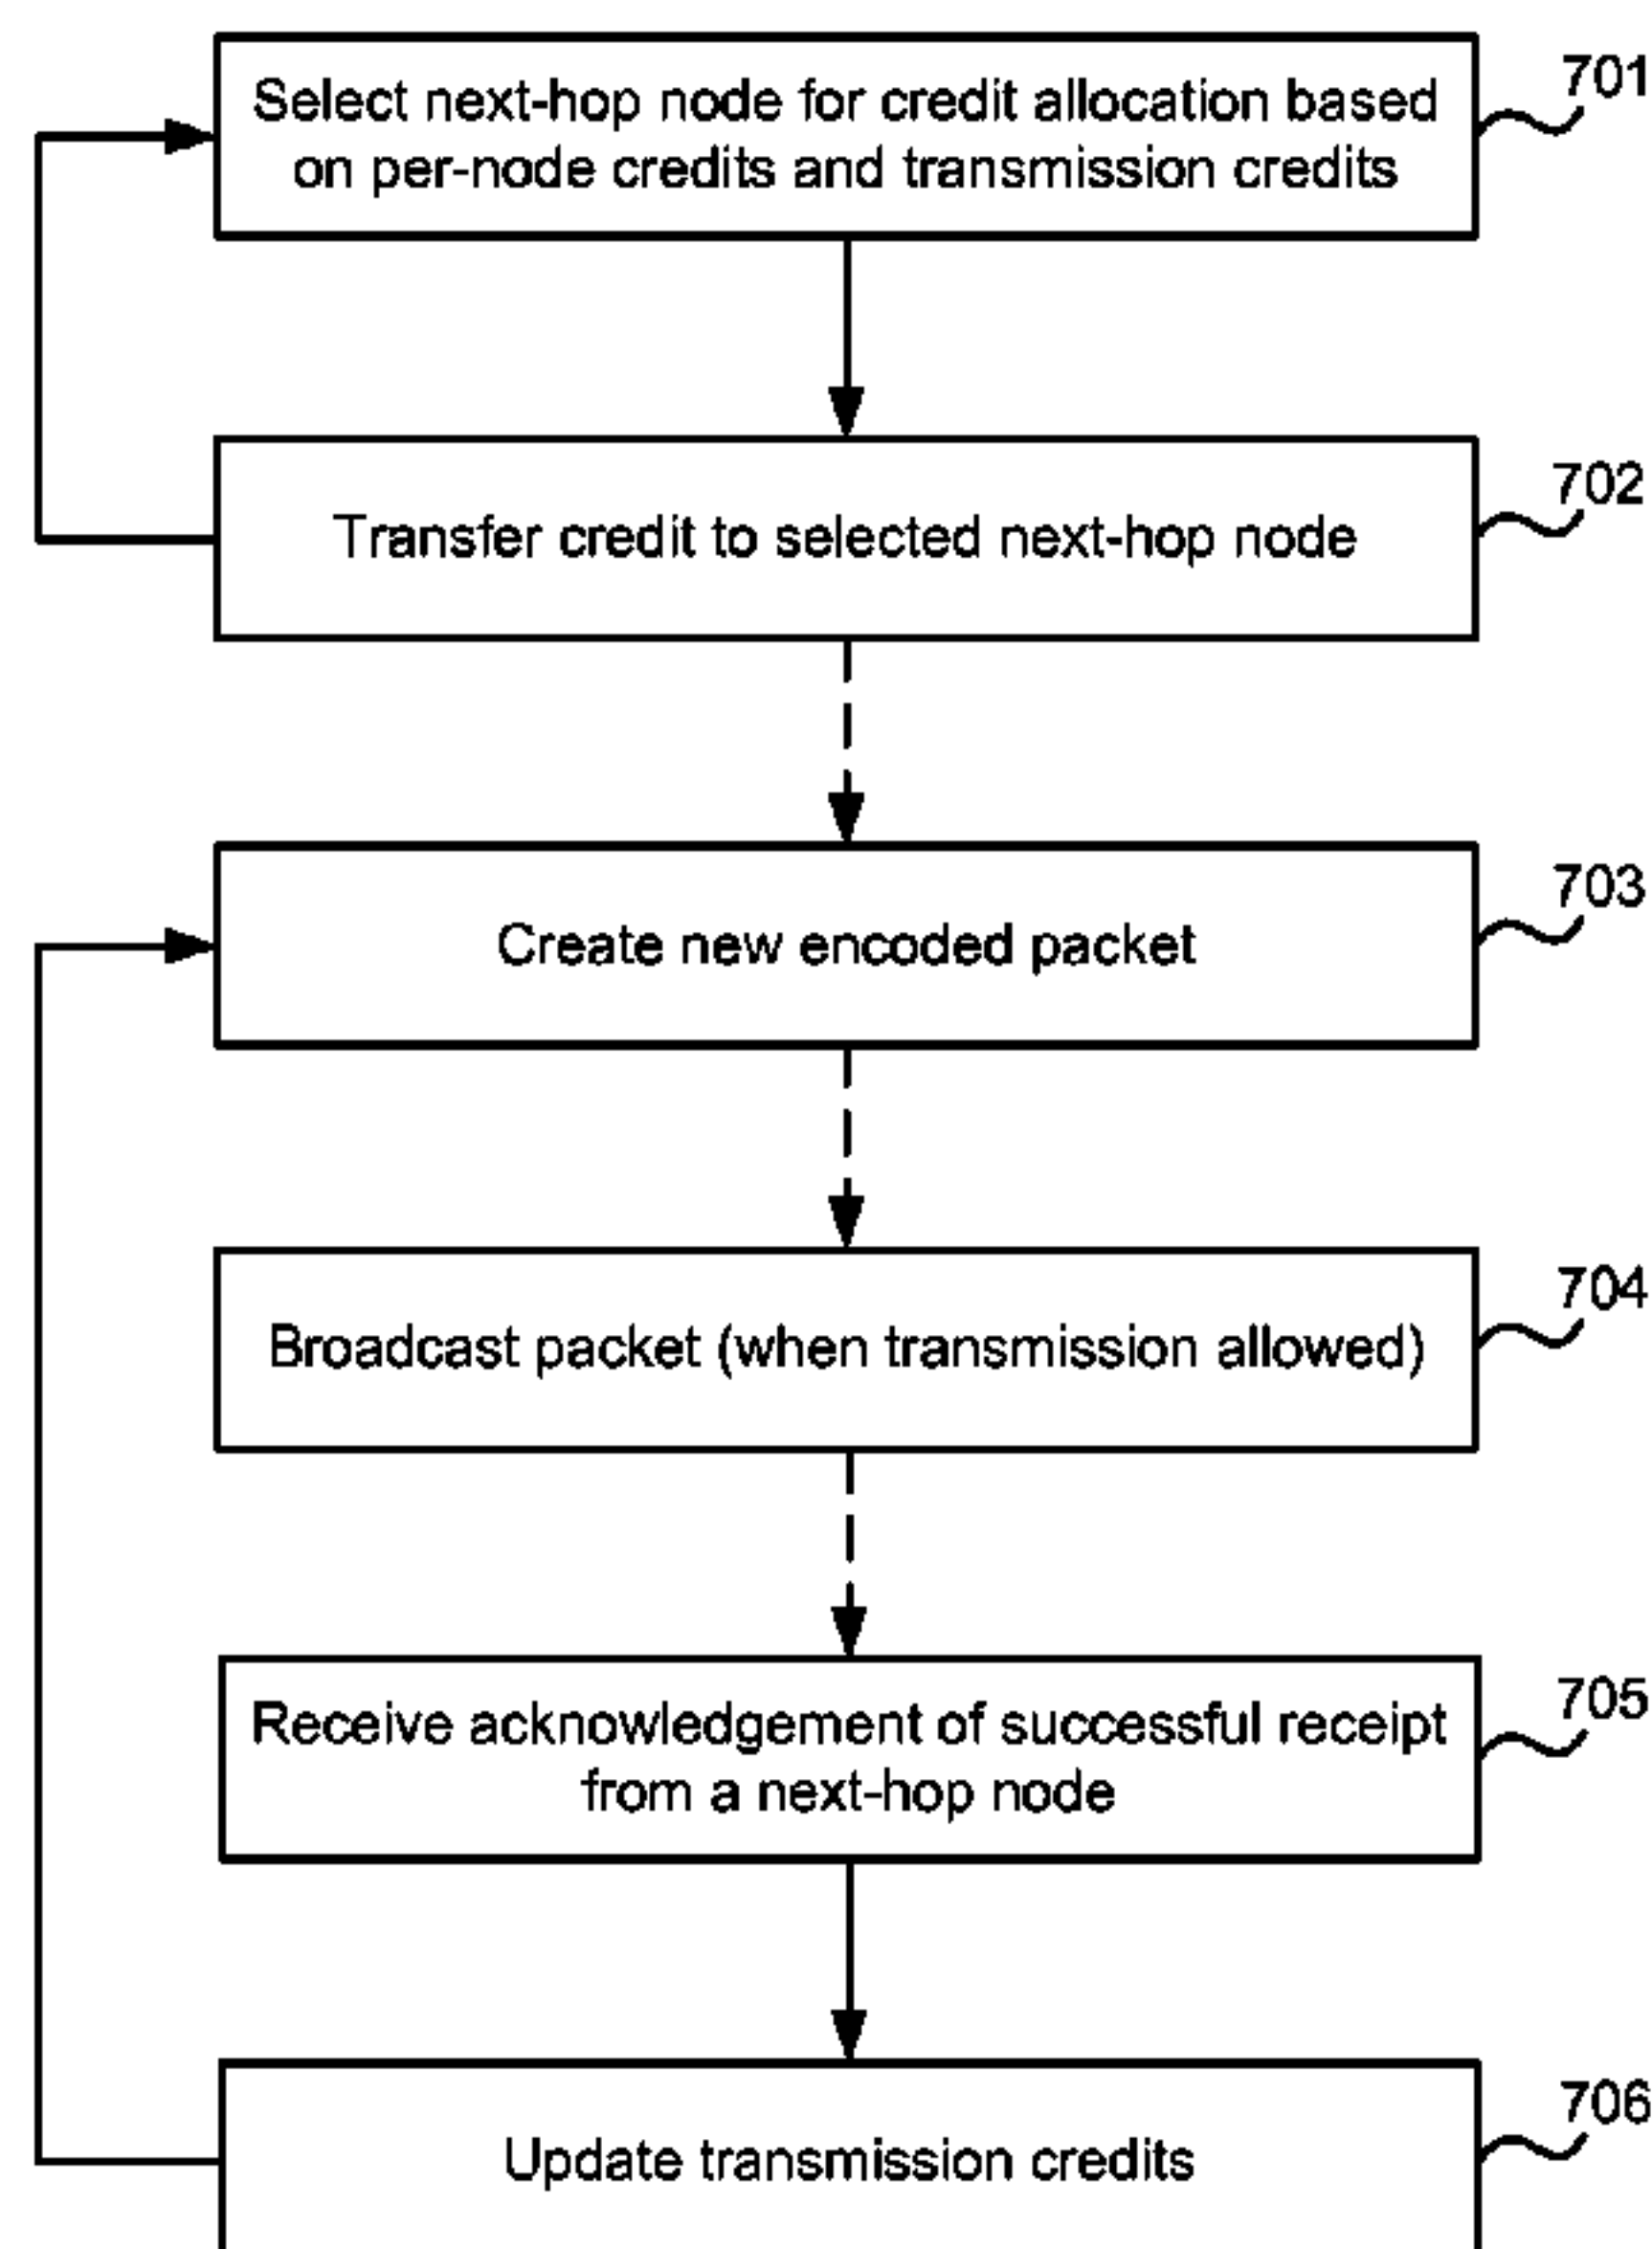 Select next-hop node for credit allocation based
on per-node credits and transmission credits
701
Transfer credit to selected next-hop node
702
Create new encoded packet
703
Broadcast packet (when transmission allowed)
704
Receive acknowledgement of successful receipt
from a next-hop node
705
Update transmission credits
706